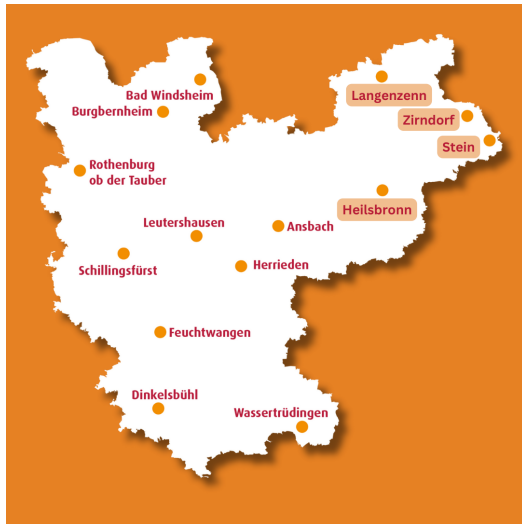 Bad Windsheim
Langenzenn
Burgbernheim
Zirndorf
Stein
Rothenburg
ob der Tauber
Heilsbronn
Leutershausen
Ansbach
Schillingsfürst
Herrieden
Feuchtwangen
Dinkelsbühl
Wassertrüdingen